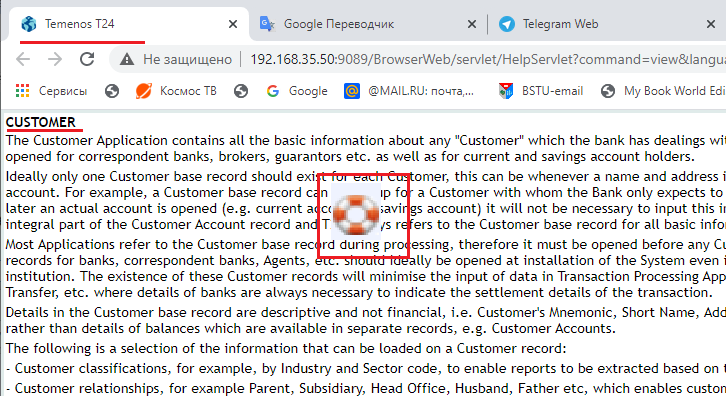 Temenos T24
Google Переводчик
Telegram Web
Не защищено
192.168.35.50:9089/BrowserWeb/servlet/HelpServlet?command=view&langua
Сервисы
Космос ТВ
Google
@MAIL.RU: почта,...
BSTU-email
My Book World Edi
CUSTOMER
The Customer Application contains all the basic information about any "Customer" which the bank has dealings wit
opened for correspondent banks, brokers, guarantors etc. as well as for current and savings account holders.
Ideally only one Customer base record should exist for each Customer, this can be whenever a name and address i
account. For example, a Customer base record can up for a Customer with whom the Bank only expects to
later an actual account is opened (e.g. current acco savings account) it will not be necessary to input this in
integral part of the Customer Account record and T ys refers to the Customer base record for all basic infor
Most Applications refer to the Customer base record during processing, therefore it must be opened before any Cu
records for banks, correspondent banks, Agents, etc. should ideally be opened at installation of the System even i
institution. The existence of these Customer records will minimise the input of data in Transaction Processing App
Transfer, etc. where details of banks are always necessary to indicate the settlement details of the transaction.
Details in the Customer base record are descriptive and not financial, i.e. Customer's Mnemonic, Short Name, Add
rather than details of balances which are available in separate records, e.g. Customer Accounts.
The following is a selection of the information that can be loaded on a Customer record:
- Customer classifications, for example, by Industry and Sector code, to enable reports to be extracted based on t
- Customer relationships, for example Parent, Subsidiary, Head Office, Husband, Father etc, which enables custom